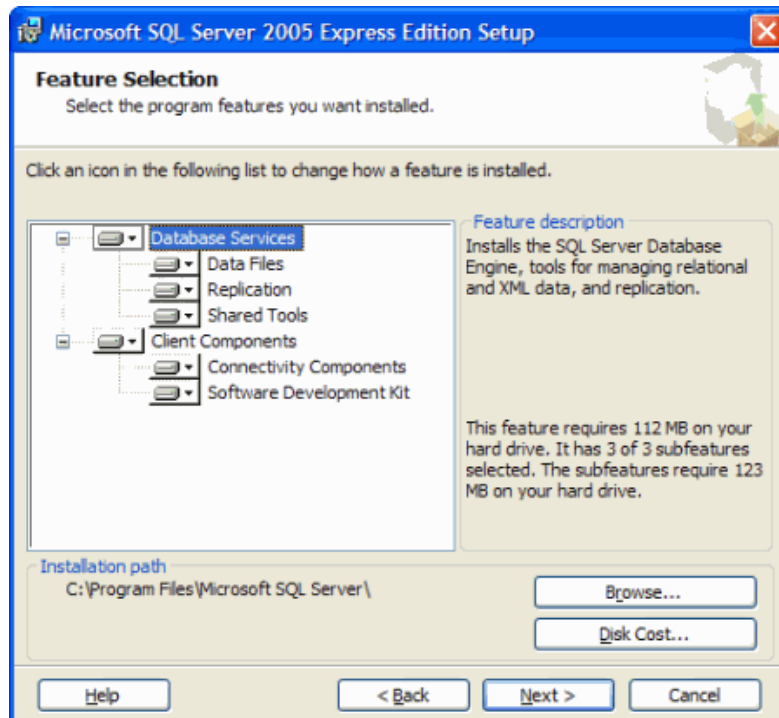 Microsoft SQL Server 2005 Express Edition Setup
Feature Selection
Select the program features you want installed.
Click an icon in the following list to change how a feature is installed.
Database Services
Data Files
Replication
Shared Tools
Client Components
Connectivity Components
Software Development Kit
Feature description
Installs the SQL Server Database
Engine, tools for managing relational
and XML data, and replication.
This feature requires 112 MB on your
hard drive. It has 3 of 3 subfeatures
selected. The subfeatures require 123
MB on your hard drive.
Installation path
C:\Program Files\Microsoft SQL Server\
Browse...
Disk Cost...
Help
< Back
Next >
Cancel